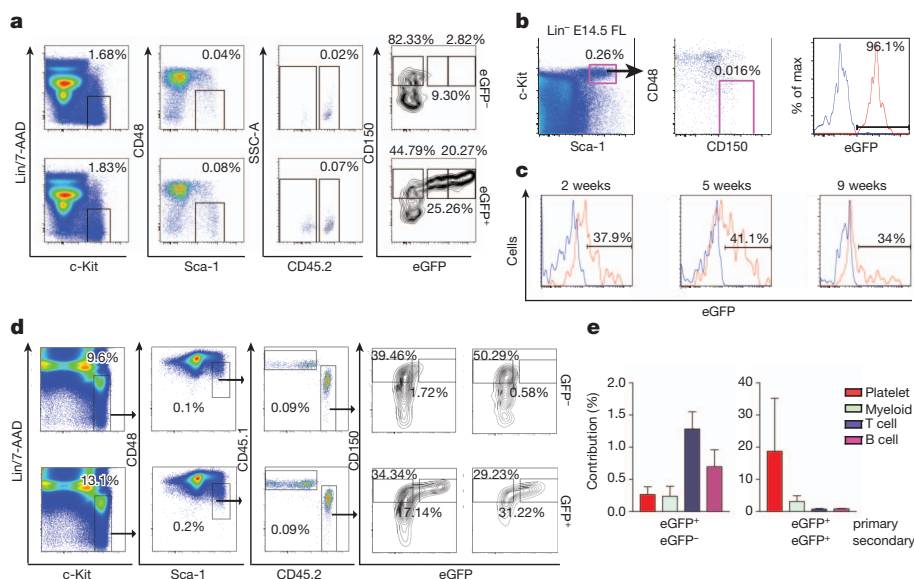 a
Lin/7-AAD
1.68%
1.83%
c-Kit
CD48
0.04%
0.08%
Sca-1
SSC-A
0.02%
0.07%
CD45.2
CD150
82.33% 2.82%
9.30%
eGFP⁻
44.79% 20.27%
25.26%
eGFP⁺
eGFP
b
Lin⁻ E14.5 FL
c-Kit
0.26%
Sca-1
CD48
0.016%
CD150
% of max
96.1%
eGFP
c
2 weeks
5 weeks
9 weeks
Cells
37.9%
41.1%
34%
eGFP
d
Lin/7-AAD
9.6%
13.1%
c-Kit
CD48
0.1%
0.2%
Sca-1
CD45.1
0.09%
0.09%
CD45.2
CD150
39.46%
1.72%
50.29%
0.58%
GFP⁻
34.34%
7.14%
29.23%
31.22%
GFP⁺
eGFP
e
Contribution (%)
2.0
1.5
1.0
0.5
0.0
40
30
20
10
0
Platelet
Myeloid
T cell
B cell
eGFP⁺ eGFP⁺ primary
eGFP⁻ eGFP⁺ secondary